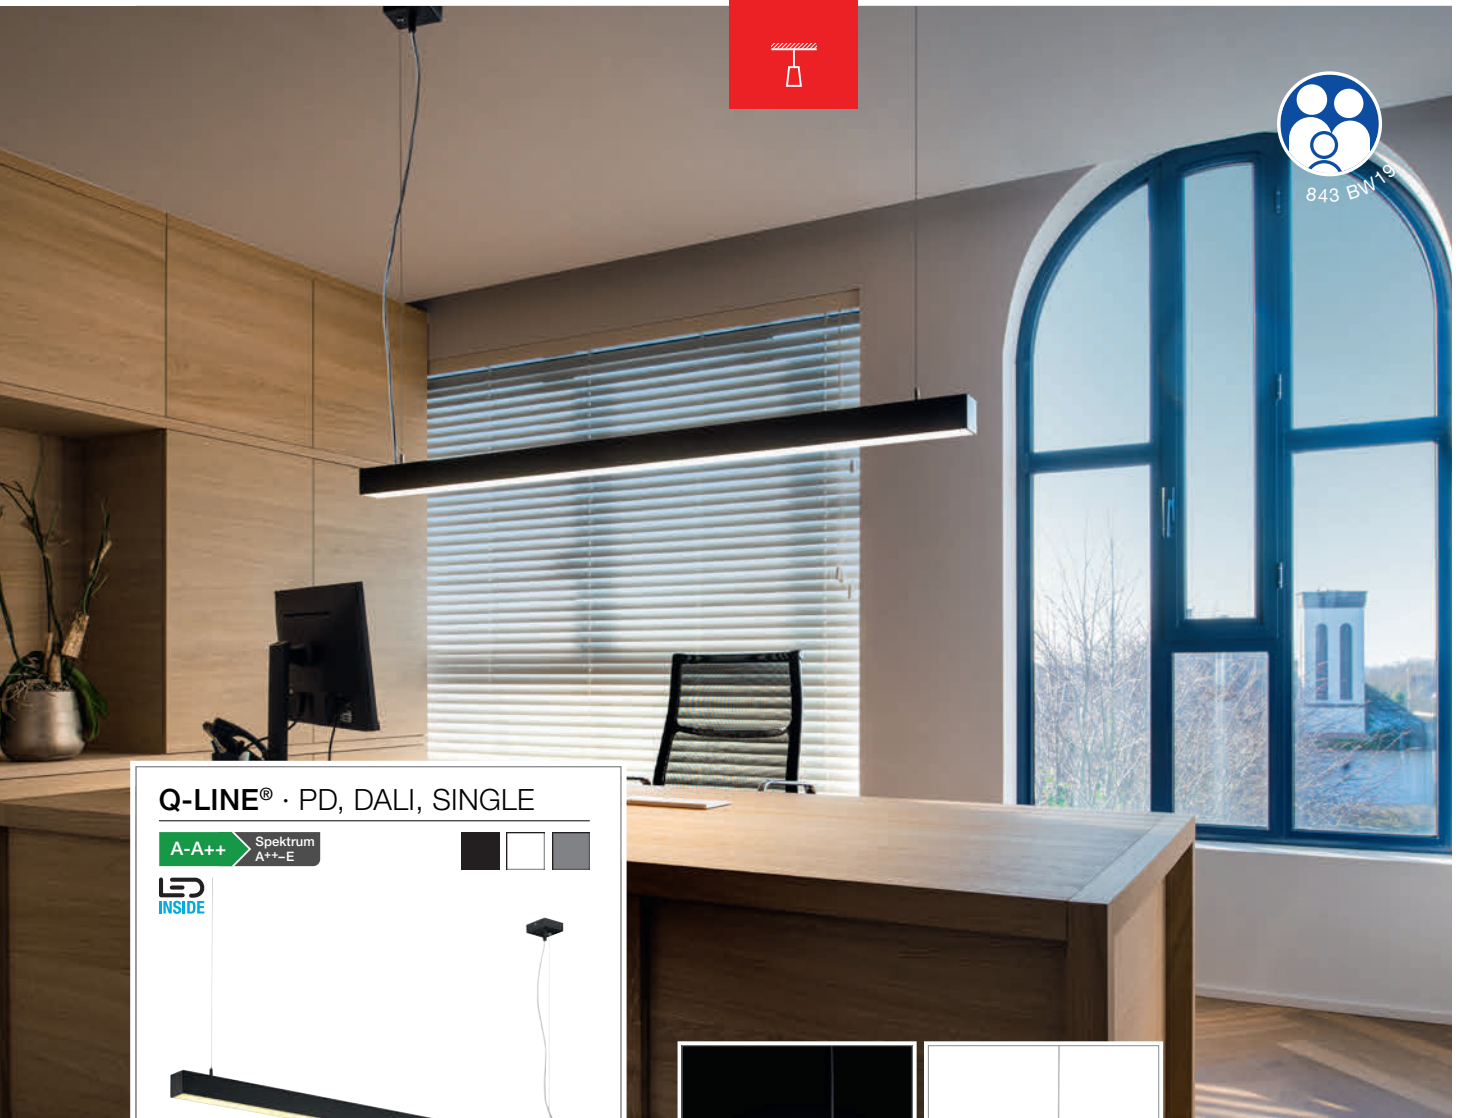 843 BW19
Q-LINE® · PD, DALI, SINGLE
A-A++
Spektrum
A++–E
LED
INSIDE